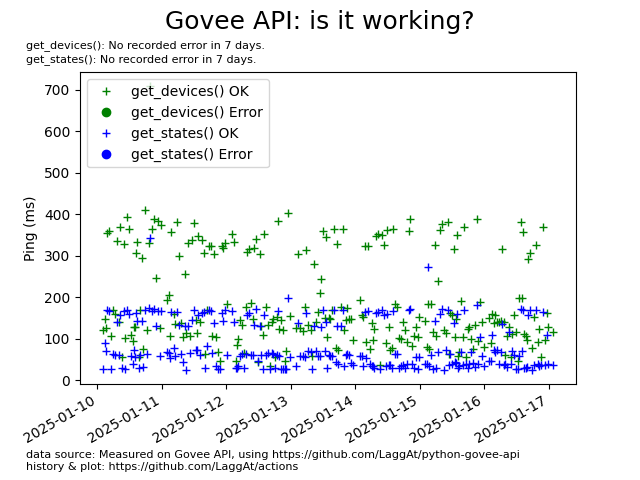 Govee API: is it working?
get_devices(): No recorded error in 7 days.
get_states(): No recorded error in 7 days.
get_devices() OK
get_devices() Error
get_states() OK
get_states() Error
Ping (ms)
700
600
500
400
300
200
100
0
2025-01-10
2025-01-11
2025-01-12
2025-01-13
2025-01-14
2025-01-15
2025-01-16
2025-01-17
data source: Measured on Govee API, using https://github.com/LaggAt/python-govee-api
history & plot: https://github.com/LaggAt/actions